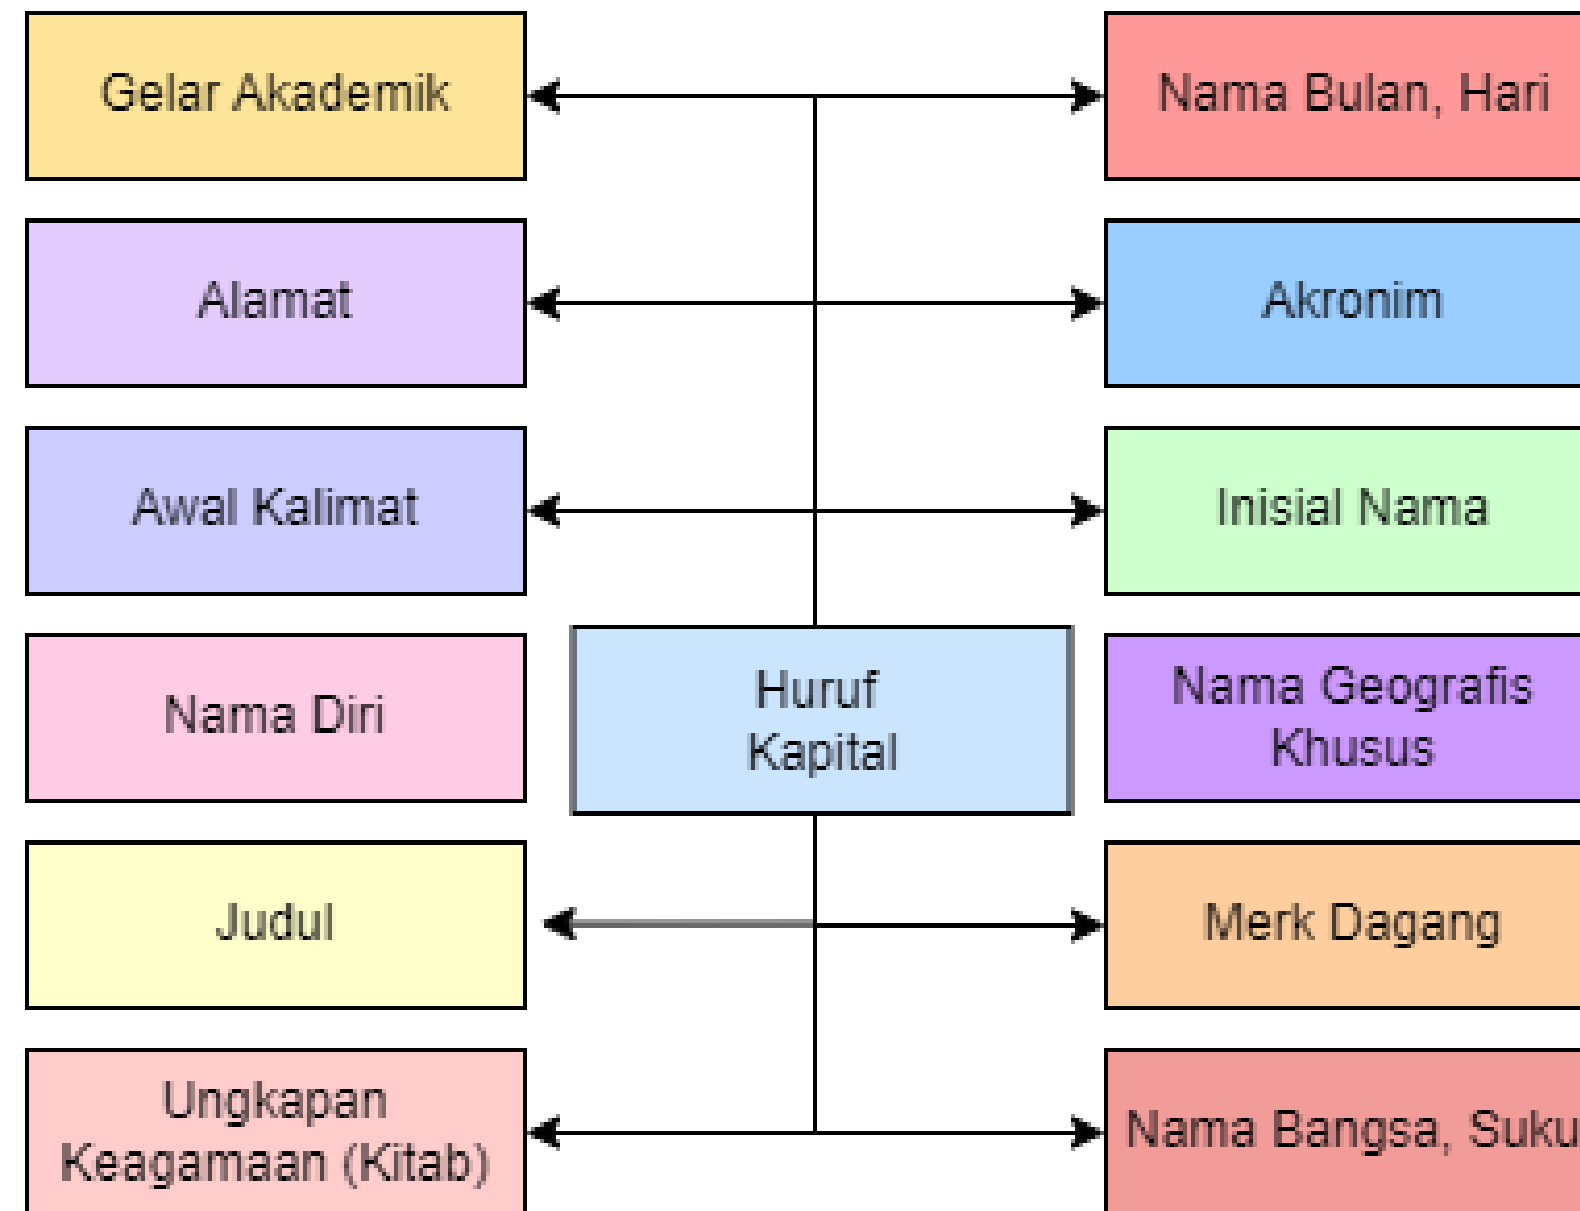 Gelar Akademik
Nama Bulan, Hari
Alamat
Akronim
Awal Kalimat
Inisial Nama
Nama Diri
Huruf
Kapital
Nama Geografis
Khusus
Judul
Merk Dagang
Ungkapan
Keagamaan (Kitab)
Nama Bangsa, Suku